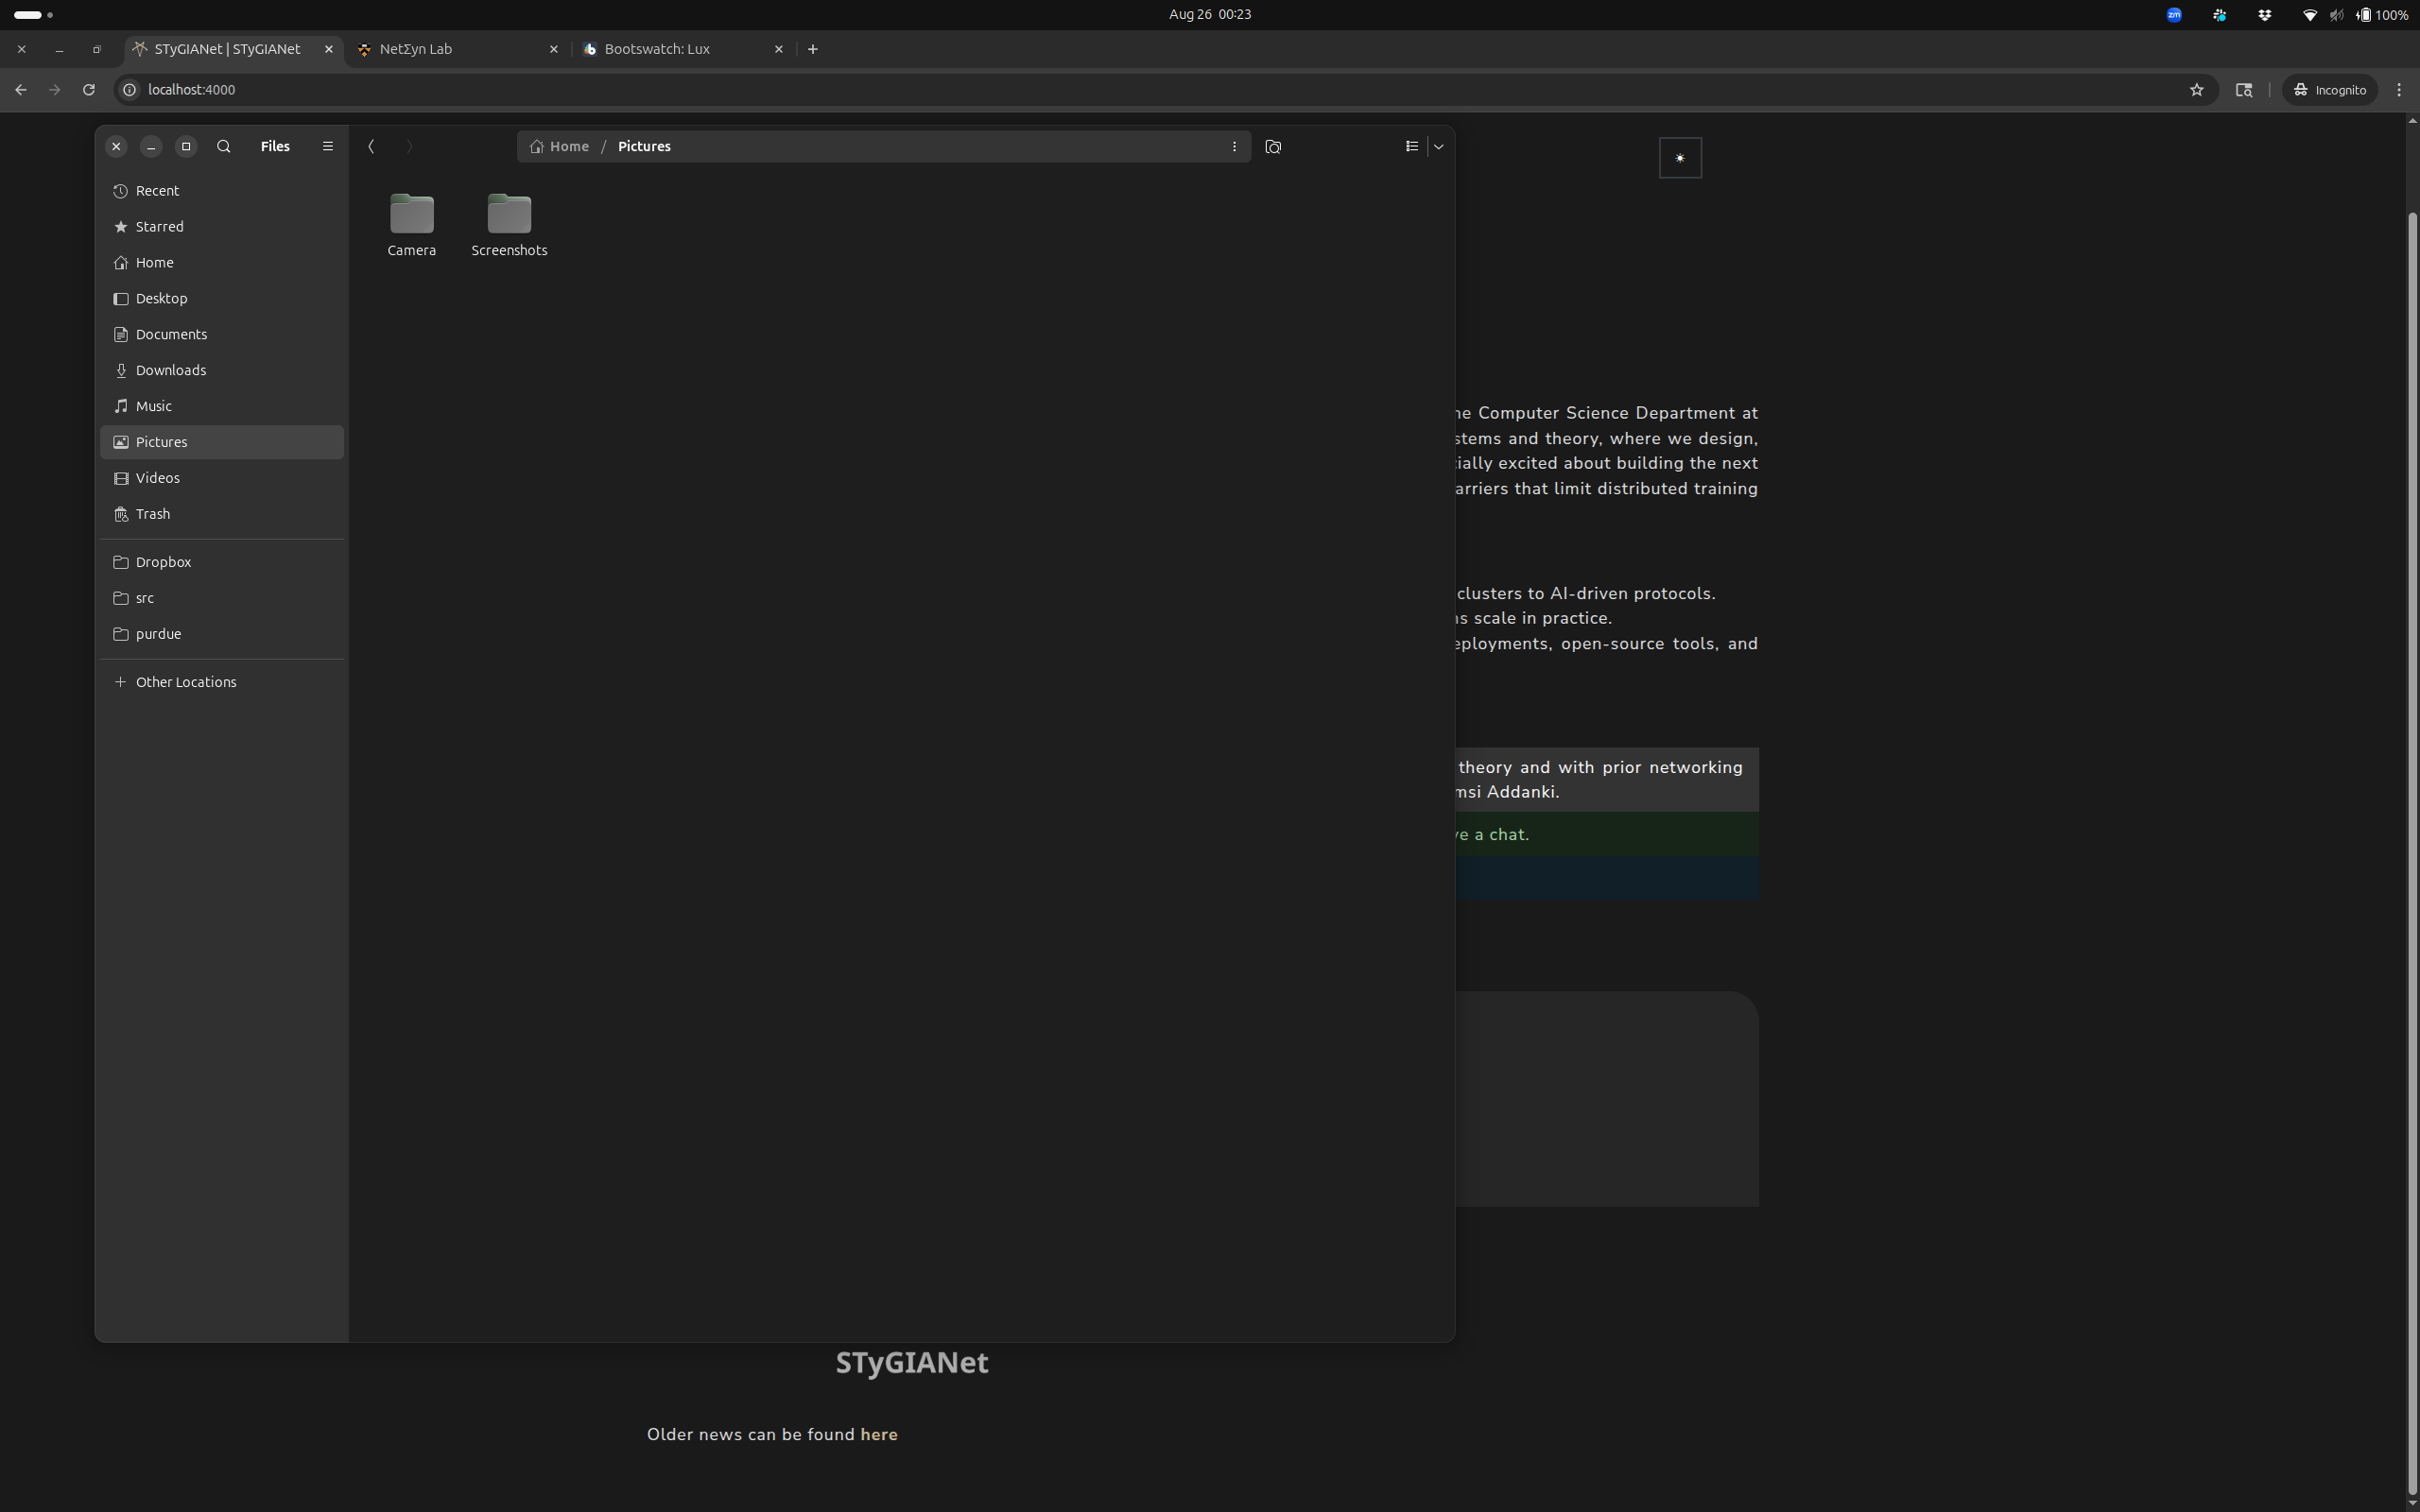 Aug 26 00:23
zm
100%
STyGIANet | STyGIANet
NetΣyn Lab
Bootswatch: Lux
localhost:4000
Incognito
Files
Home / Pictures
Recent
Starred
Home
Desktop
Documents
Downloads
Music
Pictures
Videos
Trash
Dropbox
src
purdue
Other Locations
Camera
Screenshots
he Computer Science Department at
stems and theory, where we design,
ially excited about building the next
arriers that limit distributed training
clusters to AI-driven protocols.
ns scale in practice.
eployments, open-source tools, and
theory and with prior networking
msi Addanki.
ve a chat.
STyGIANet
Older news can be found here